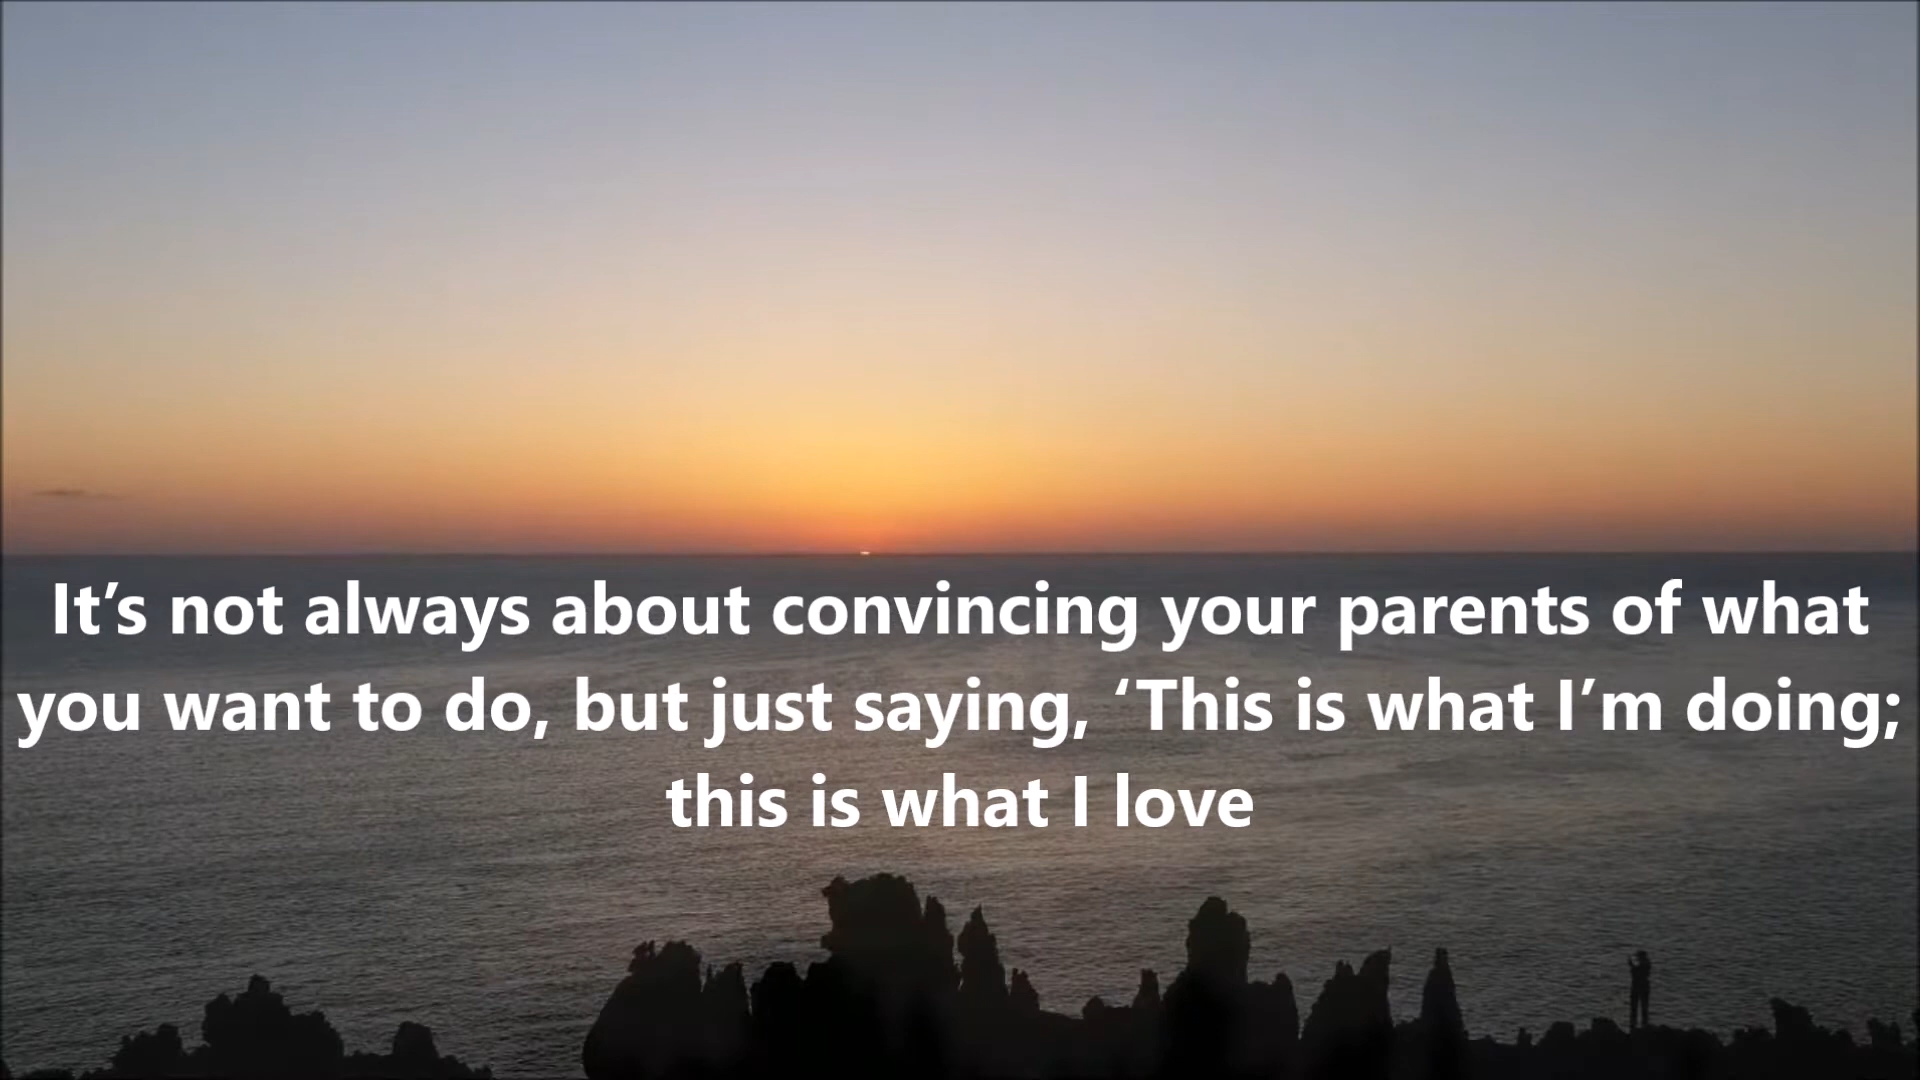 It’s not always about convincing your parents of what
you want to do, but just saying, ‘This is what I’m doing;
this is what I love